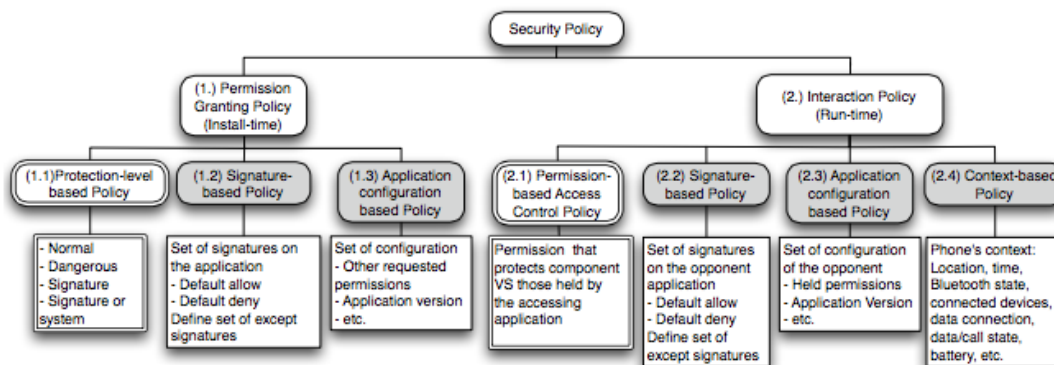 Security Policy
(1.) Permission
Granting Policy
(Install-time)
(2.) Interaction Policy
(Run-time)
(1.1)Protection-level
based Policy
(1.2) Signature-
based Policy
(1.3) Application
configuration
based Policy
(2.1) Permission-
based Access
Control Policy
(2.2) Signature-
based Policy
(2.3) Application
configuration
based Policy
(2.4) Context-based
Policy
- Normal
- Dangerous
- Signature
- Signature or
system
Set of signatures on
the application
- Default allow
- Default deny
Define set of except
signatures
Set of configuration
- Other requested
permissions
- Application version
- etc.
Permission that
protects component
VS those held by
the accessing
application
Set of signatures
on the opponent
application
- Default allow
- Default deny
Define set of
except signatures
Set of configuration
of the opponent
- Held permissions
- Application Version
- etc.
Phone's context:
Location, time,
Bluetooth state,
connected devices,
data connection,
data/call state,
battery, etc.